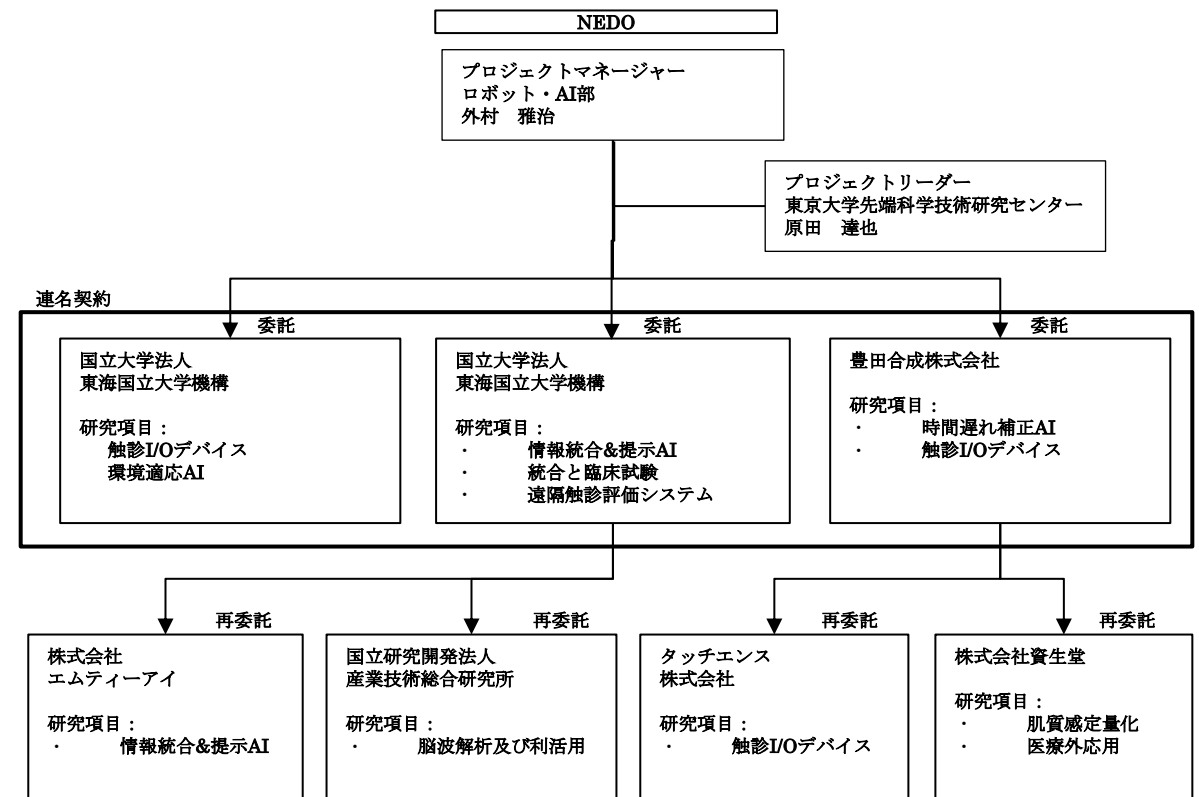 NEDO
プロジェクトマネージャー
ロボット・AI部
外村　雅治
プロジェクトリーダー
東京大学先端科学技術研究センター
原田　達也
連名契約
委託
国立大学法人
東海国立大学機構
研究項目：
触診I/Oデバイス
環境適応AI
委託
国立大学法人
東海国立大学機構
研究項目：
・　情報統合&提示AI
・　統合と臨床試験
・　遠隔触診評価システム
委託
豊田合成株式会社
研究項目：
・　時間遅れ補正AI
・　触診I/Oデバイス
再委託
株式会社
エムティーアイ
研究項目：
・　情報統合&提示AI
再委託
国立研究開発法人
産業技術総合研究所
研究項目：
・　脳波解析及び利活用
再委託
タッチエンス
株式会社
研究項目：
・　触診I/Oデバイス
再委託
株式会社資生堂
研究項目：
・　肌質感定量化
・　医療外応用